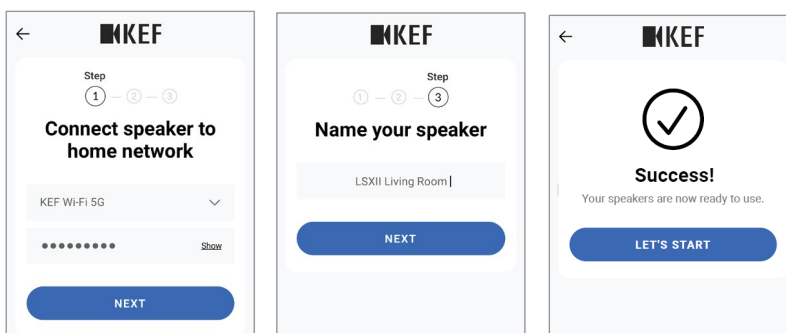 KEF
Step
1 2 3
Connect speaker to
home network
KEF Wi-Fi 5G
●●●●●●●●● Show
NEXT
KEF
Step
1 2 3
Name your speaker
LSXII Living Room
NEXT
KEF
Success!
Your speakers are now ready to use.
LET'S START